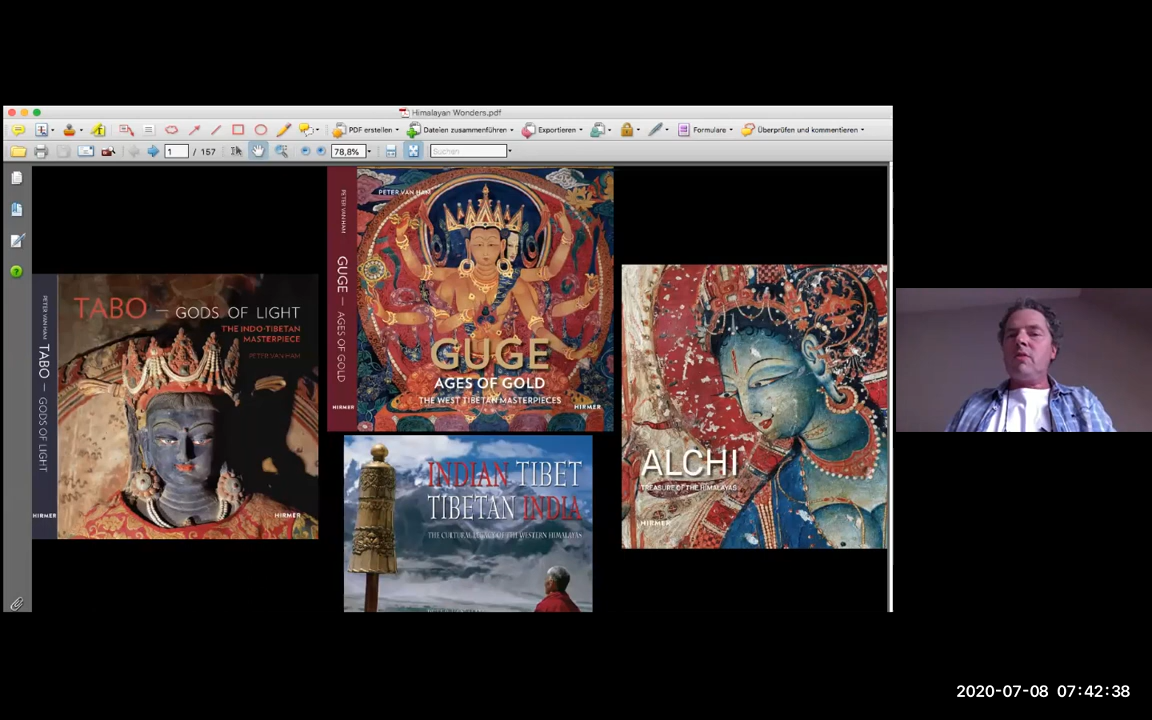 Himalayan Wonders.pdf
PDF erstellen
Dateien zusammenführen
Exportieren
Formulare
Überprüfen und kommentieren
1 / 157
78,8%
Suchen
PETER VAN HAM
TABO — GODS OF LIGHT
HIRMER
TABO — GODS OF LIGHT
THE INDO-TIBETAN
MASTERPIECE
PETER VAN HAM
HIRMER
PETER VAN HAM
GUGE — AGES OF GOLD
HIRMER
PETER VAN HAM
GUGE
AGES OF GOLD
THE WEST TIBETAN MASTERPIECES
HIRMER
INDIAN TIBET
TIBETAN INDIA
THE CULTURAL LEGACY OF THE WESTERN HIMALAYAS
ALCHI
TREASURE OF THE HIMALAYAS
HIRMER
2020-07-08 07:42:38